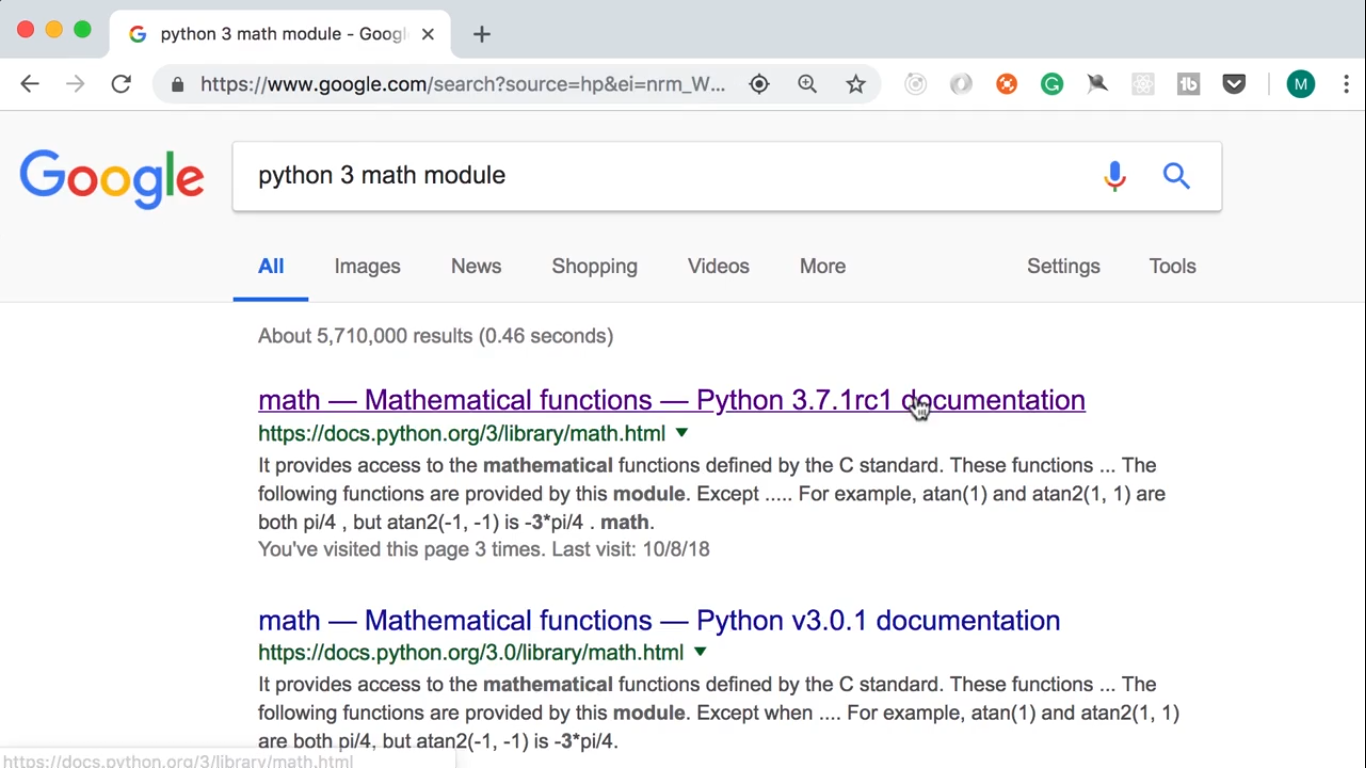 python 3 math module - Googl
https://www.google.com/search?source=hp&ei=nrm_W...
M
Google
python 3 math module
All Images News Shopping Videos More Settings Tools
About 5,710,000 results (0.46 seconds)
math — Mathematical functions — Python 3.7.1rc1 documentation
https://docs.python.org/3/library/math.html
It provides access to the mathematical functions defined by the C standard. These functions ... The
following functions are provided by this module. Except ..... For example, atan(1) and atan2(1, 1) are
both pi/4 , but atan2(-1, -1) is -3*pi/4 . math.
You've visited this page 3 times. Last visit: 10/8/18
math — Mathematical functions — Python v3.0.1 documentation
https://docs.python.org/3.0/library/math.html
It provides access to the mathematical functions defined by the C standard. These functions ... The
following functions are provided by this module. Except when .... For example, atan(1) and atan2(1, 1)
are both pi/4, but atan2(-1, -1) is -3*pi/4.
https://docs.python.org/3/library/math.html